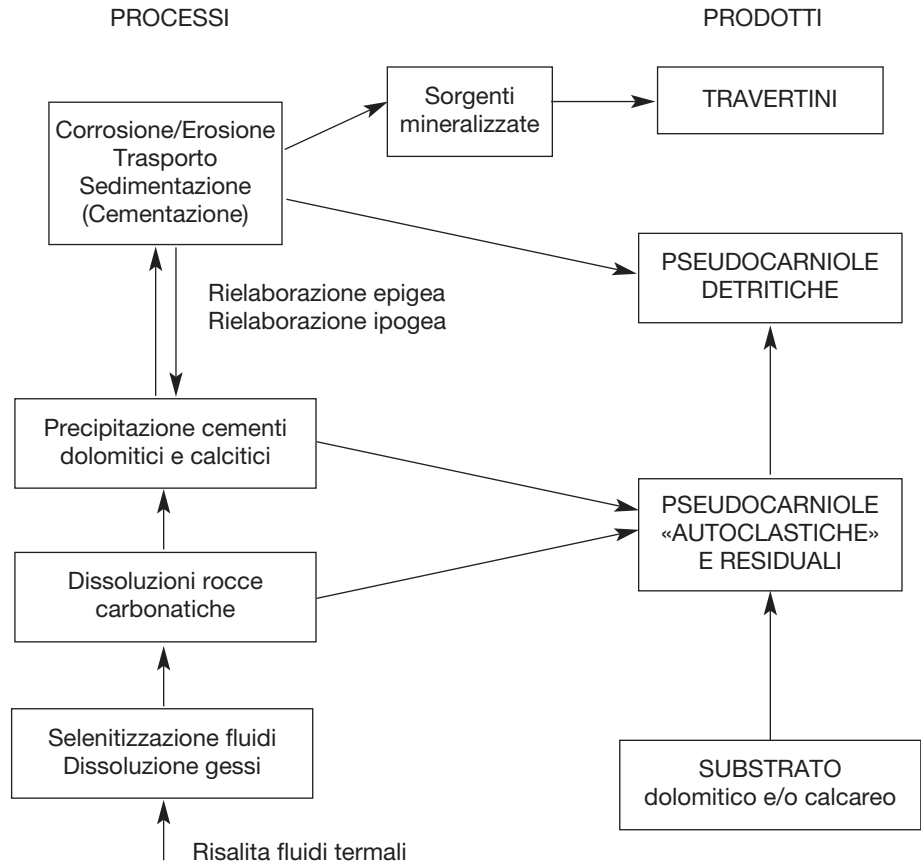 PROCESSI
PRODOTTI
Sorgenti
mineralizzate
TRAVERTINI
Corrosione/Erosione
Trasporto
Sedimentazione
(Cementazione)
PSEUDOCARNIOLE
DETRITICHE
Rielaborazione epigea
Rielaborazione ipogea
Precipitazione cementi
dolomitici e calcitici
PSEUDOCARNIOLE
«AUTOCLASTICHE»
E RESIDUALI
Dissoluzioni rocce
carbonatiche
Selenitizzazione fluidi
Dissoluzione gessi
SUBSTRATO
dolomitico e/o calcareo
Risalita fluidi termali